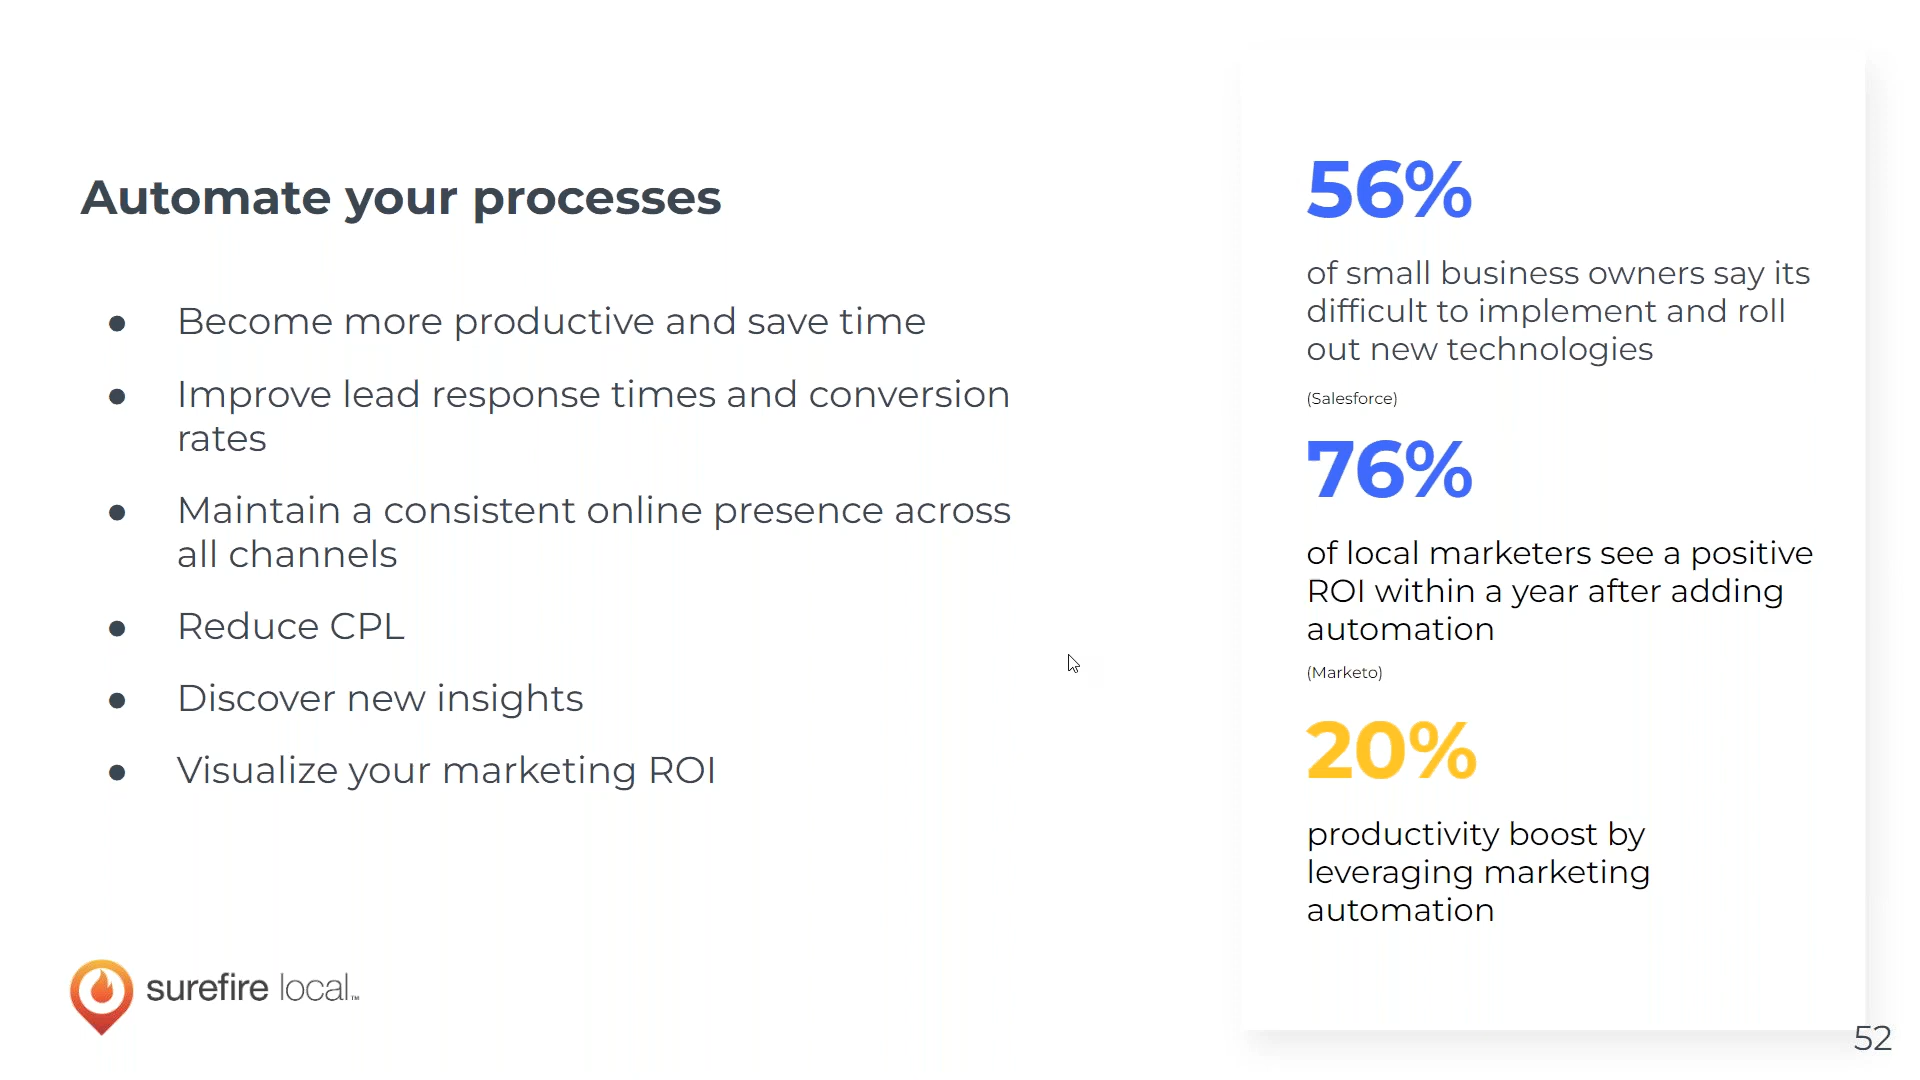 Automate your processes
● Become more productive and save time
● Improve lead response times and conversion
rates
● Maintain a consistent online presence across
all channels
● Reduce CPL
● Discover new insights
● Visualize your marketing ROI
56%
of small business owners say its
difficult to implement and roll
out new technologies
(Salesforce)
76%
of local marketers see a positive
ROI within a year after adding
automation
(Marketo)
20%
productivity boost by
leveraging marketing
automation
surefire local™
52